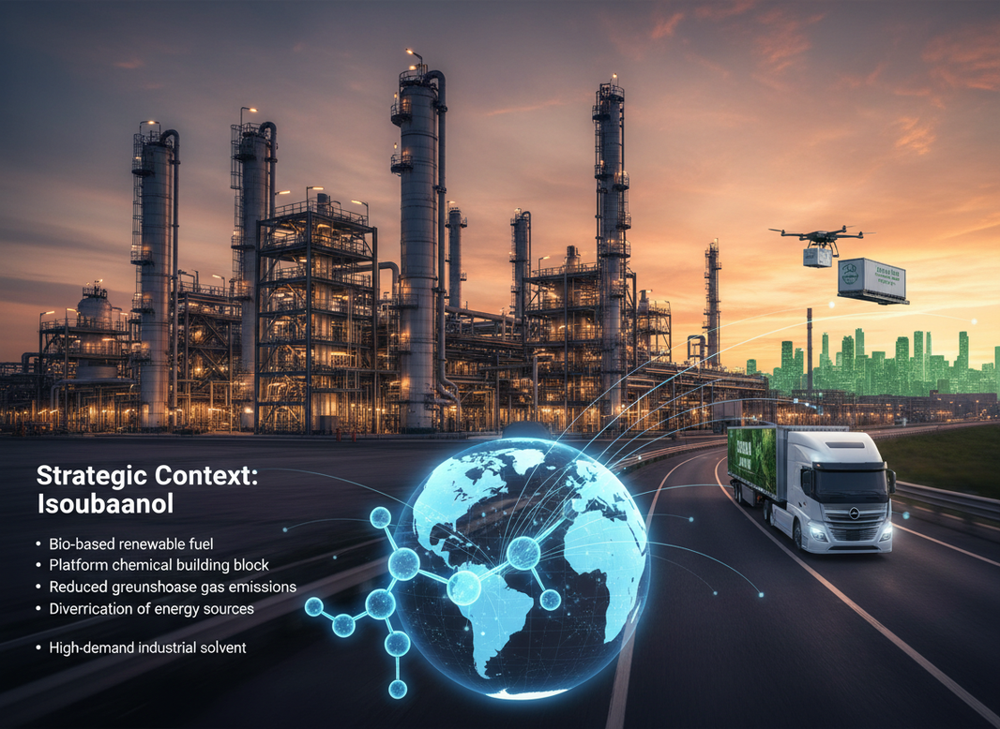 Strategic Context:
Isoubaanol
• Bio-based renewable fuel
• Platform chemical building block
• Reduced greunshoase gas emissions
• Diverrication of energy sources
• High-demand industrial solvent